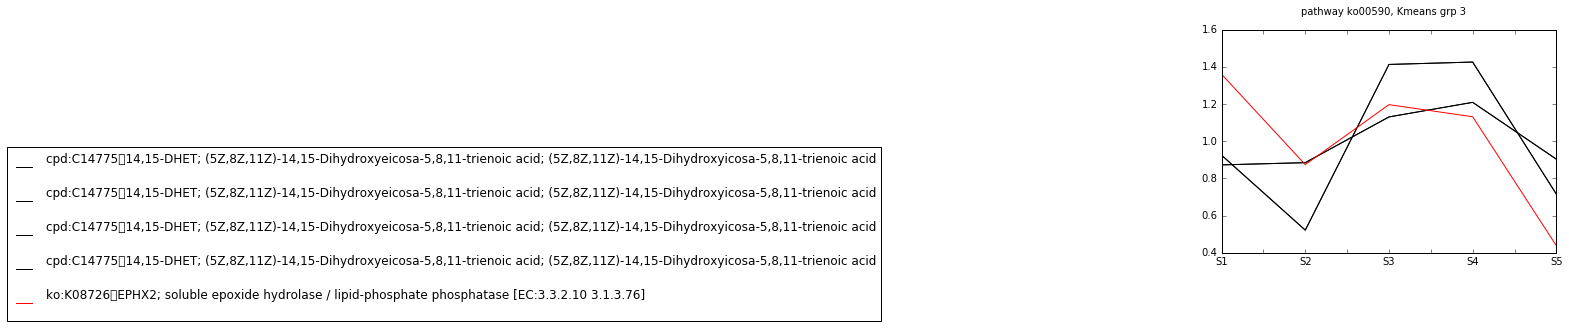 pathway ko00590, Kmeans grp 3
1.6
1.4
1.2
1.0
0.8
0.6
0.4
S1 S2 S3 S4 S5
cpd:C14775▯14,15-DHET; (5Z,8Z,11Z)-14,15-Dihydroxyeicosa-5,8,11-trienoic acid; (5Z,8Z,11Z)-14,15-Dihydroxyicosa-5,8,11-trienoic acid
cpd:C14775▯14,15-DHET; (5Z,8Z,11Z)-14,15-Dihydroxyeicosa-5,8,11-trienoic acid; (5Z,8Z,11Z)-14,15-Dihydroxyicosa-5,8,11-trienoic acid
cpd:C14775▯14,15-DHET; (5Z,8Z,11Z)-14,15-Dihydroxyeicosa-5,8,11-trienoic acid; (5Z,8Z,11Z)-14,15-Dihydroxyicosa-5,8,11-trienoic acid
cpd:C14775▯14,15-DHET; (5Z,8Z,11Z)-14,15-Dihydroxyeicosa-5,8,11-trienoic acid; (5Z,8Z,11Z)-14,15-Dihydroxyicosa-5,8,11-trienoic acid
ko:K08726▯EPHX2; soluble epoxide hydrolase / lipid-phosphate phosphatase [EC:3.3.2.10 3.1.3.76]